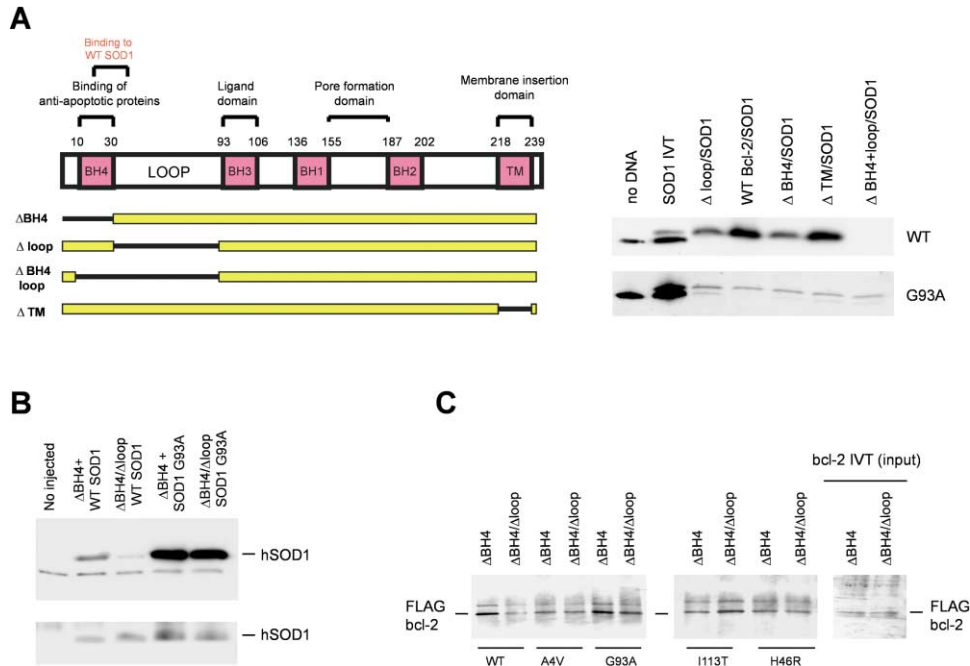 A
Binding to
WT SOD1
Binding of
anti-apoptotic proteins
Ligand
domain
Pore formation
domain
Membrane insertion
domain
10 30 93 106 136 155 187 202 218 239
BH4 LOOP BH3 BH1 BH2 TM
ΔBH4
Δ loop
Δ BH4
loop
Δ TM
no DNA
SOD1 IVT
Δ loop/SOD1
WT Bcl-2/SOD1
Δ BH4/SOD1
Δ TM/SOD1
Δ BH4+loop/SOD1
WT
G93A
B
No injected
ΔBH4+
WT SOD1
ΔBH4/Δloop
WT SOD1
ΔBH4 +
SOD1 G93A
ΔBH4/Δloop
SOD1 G93A
hSOD1
hSOD1
C
bcl-2 IVT (input)
ΔBH4
ΔBH4/Δloop
ΔBH4
ΔBH4/Δloop
ΔBH4
ΔBH4/Δloop
ΔBH4
ΔBH4/Δloop
ΔBH4
ΔBH4/Δloop
ΔBH4
ΔBH4/Δloop
FLAG
bcl-2
FLAG
bcl-2
WT A4V G93A I113T H46R